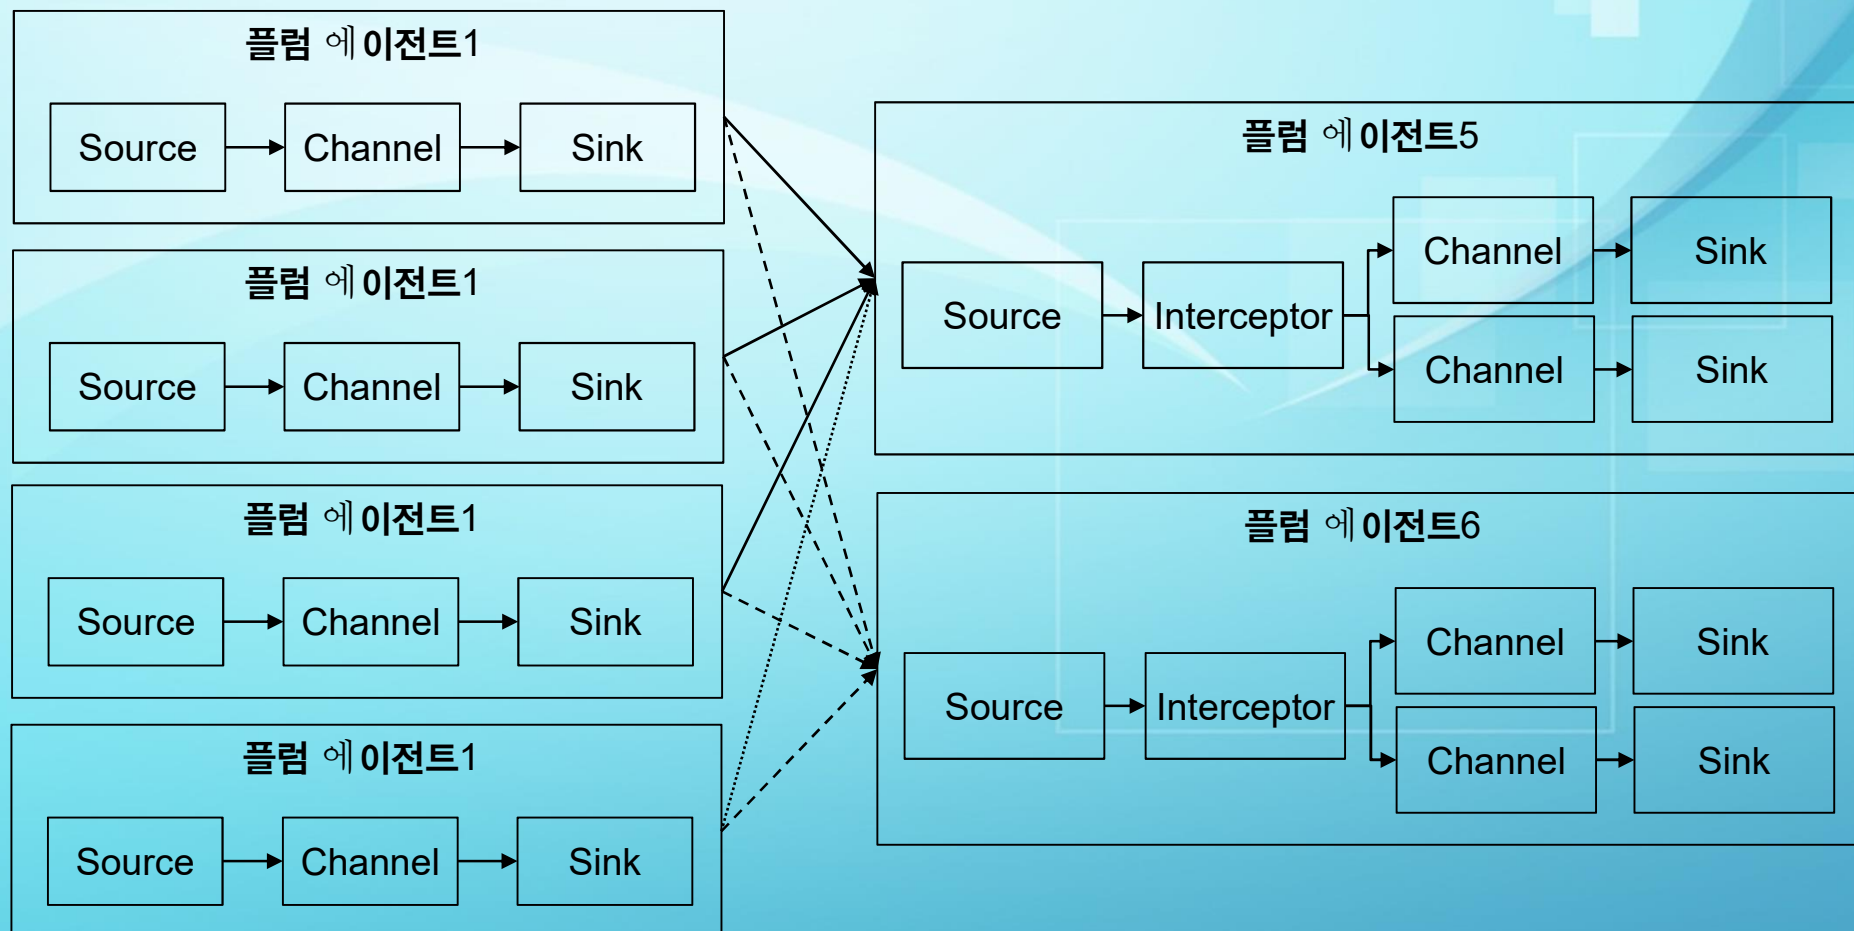 플럼 에이전트1
Source Channel Sink
플럼 에이전트1
Source Channel Sink
플럼 에이전트1
Source Channel Sink
플럼 에이전트1
Source Channel Sink
플럼 에이전트5
Source Interceptor
Channel Sink
Channel Sink
플럼 에이전트6
Source Interceptor
Channel Sink
Channel Sink